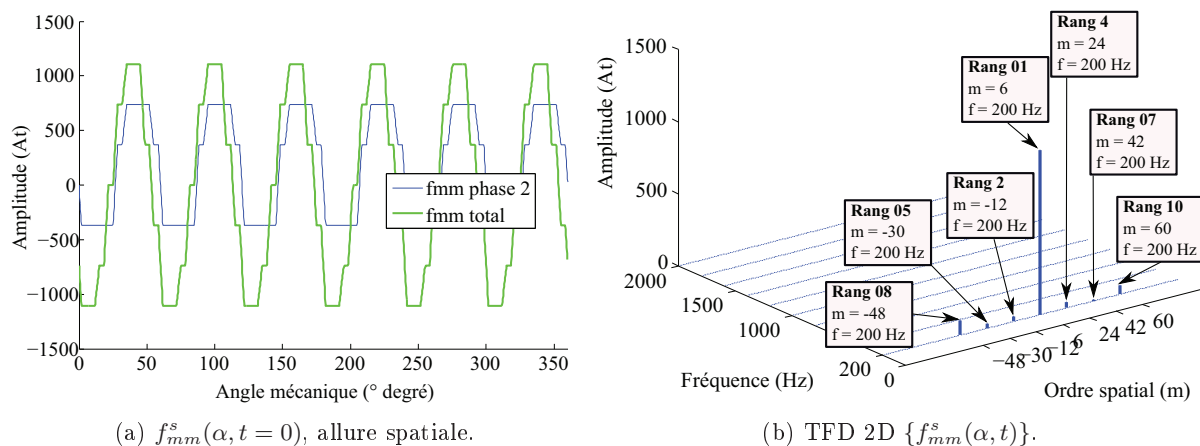 1500
1000
500
0
−500
−1000
−1500
Amplitude (At)
0
50
100
150
200
250
300
350
Angle mécanique (° degré)
fmm phase 2
fmm total
(a) f^s_{mm}(α, t = 0), allure spatiale.
1500
1000
500
0
Amplitude (At)
2000
1500
1000
200
0
Fréquence (Hz)
−48
−30
−12
6
24
42
60
Ordre spatial (m)
Rang 01
m = 6
f = 200 Hz
Rang 4
m = 24
f = 200 Hz
Rang 07
m = 42
f = 200 Hz
Rang 2
m = -12
f = 200 Hz
Rang 05
m = -30
f = 200 Hz
Rang 10
m = 60
f = 200 Hz
Rang 08
m = -48
f = 200 Hz
(b) TFD 2D {f^s_{mm}(α, t)}.